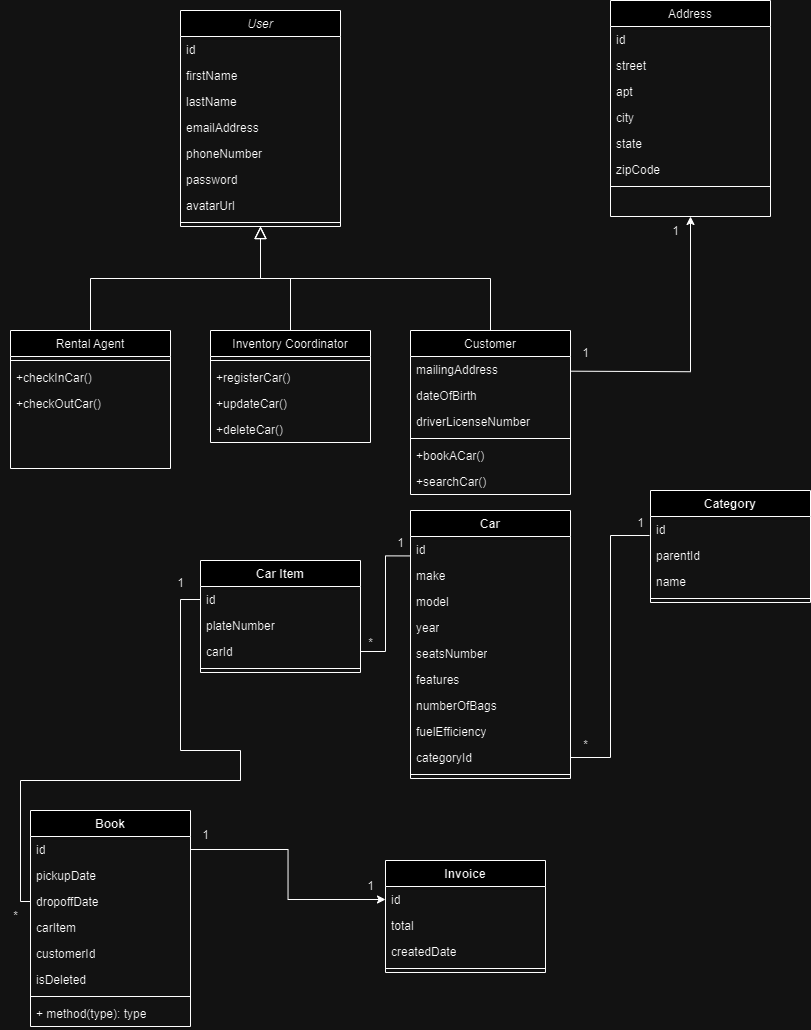 User
id
firstName
lastName
emailAddress
phoneNumber
password
avatarUrl
Address
id
street
apt
city
state
zipCode
1
Rental Agent
+checkInCar()
+checkOutCar()
Inventory Coordinator
+registerCar()
+updateCar()
+deleteCar()
Customer
mailingAddress
dateOfBirth
driverLicenseNumber
+bookACar()
+searchCar()
1
Category
id
parentId
name
1
Car
id
make
model
year
seatsNumber
features
numberOfBags
fuelEfficiency
categoryId
1
*
Car Item
id
plateNumber
carId
1
*
Book
id
pickupDate
dropoffDate
carItem
customerId
isDeleted
+ method(type): type
*
1
1
Invoice
id
total
createdDate